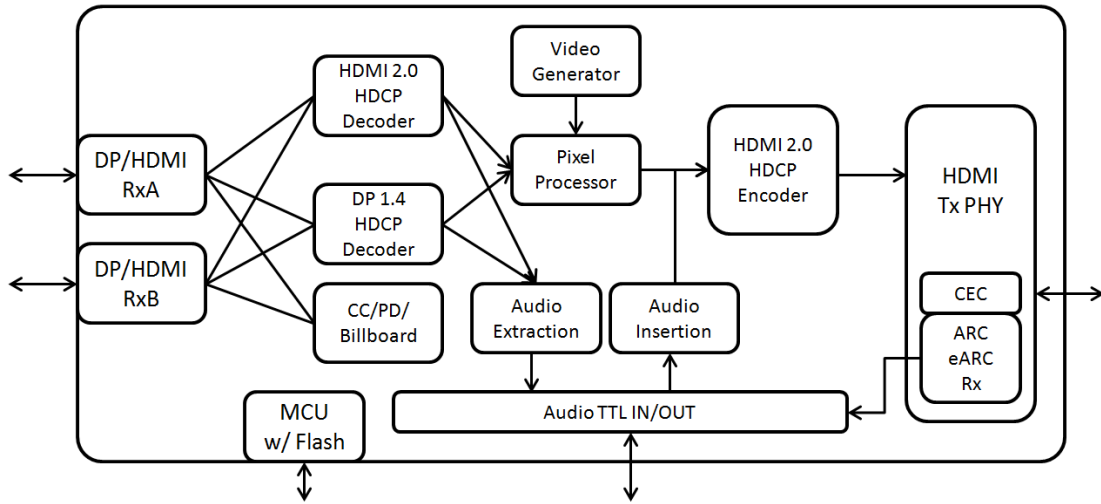 Video
Generator
HDMI 2.0
HDCP
Decoder
DP/HDMI
RxA
Pixel
Processor
HDMI 2.0
HDCP
Encoder
HDMI
Tx PHY
DP 1.4
HDCP
Decoder
DP/HDMI
RxB
CC/PD/
Billboard
Audio
Extraction
Audio
Insertion
CEC
ARC
eARC
Rx
MCU
w/ Flash
Audio TTL IN/OUT